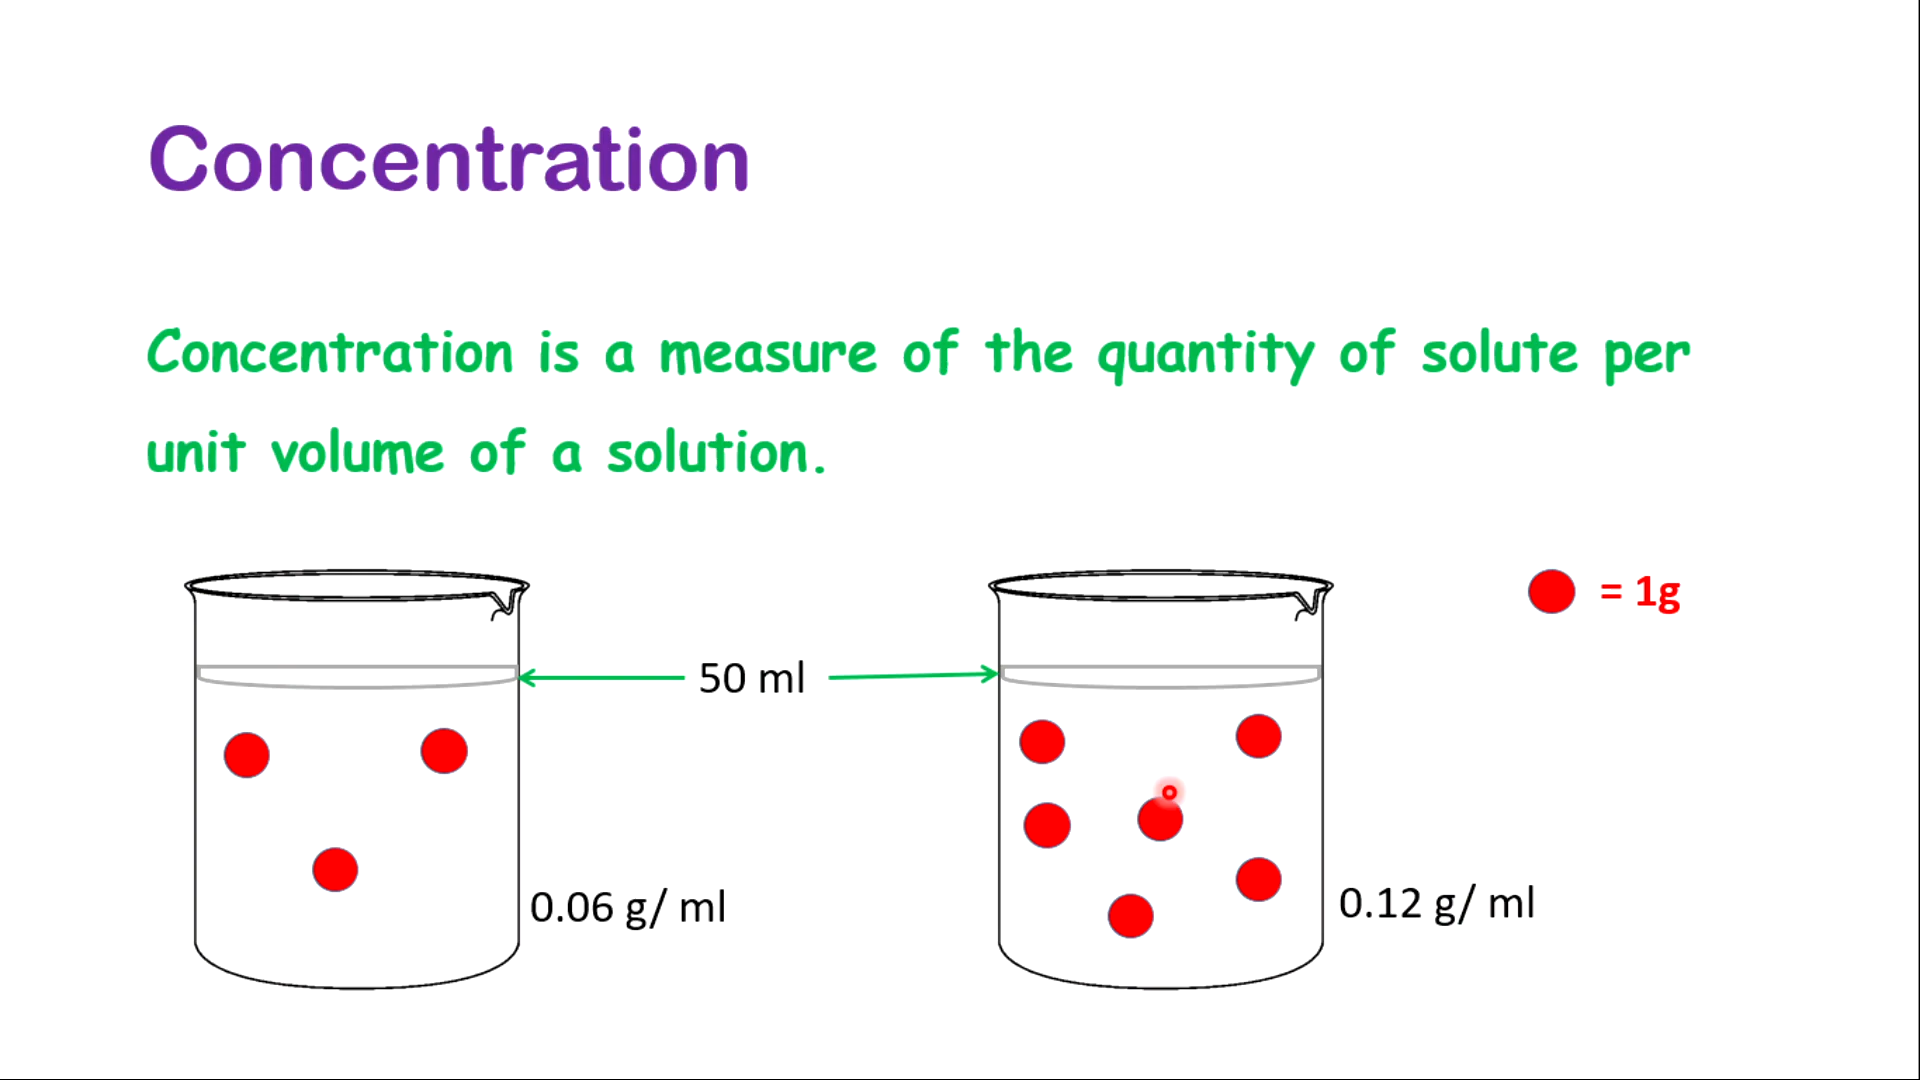 Concentration
Concentration is a measure of the quantity of solute per
unit volume of a solution.
= 1g
50 ml
0.06 g/ ml
0.12 g/ ml